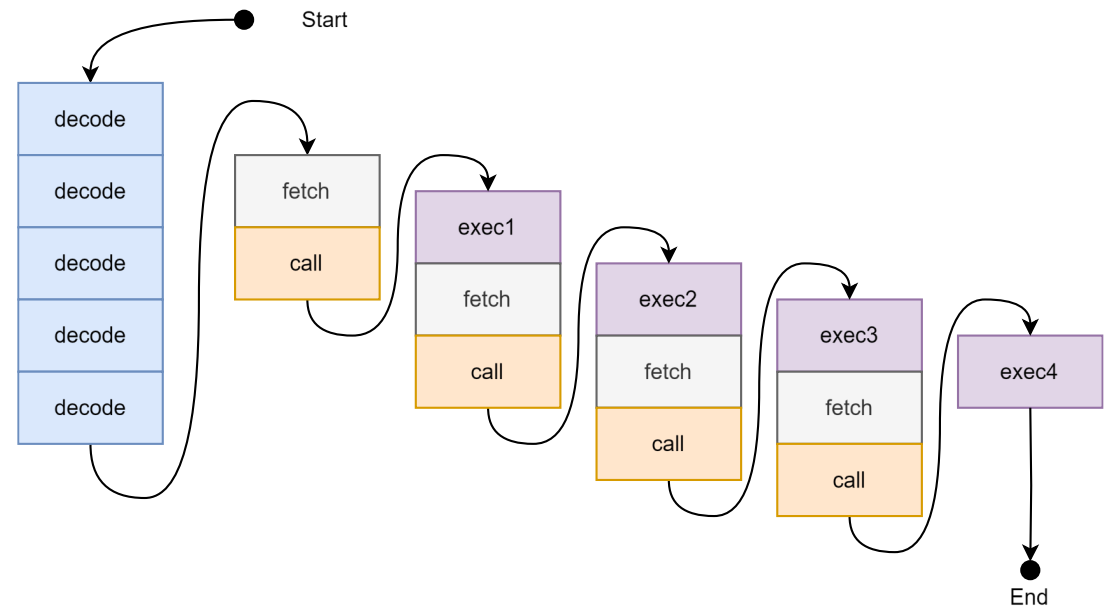 Start
decode
decode
decode
decode
decode
fetch
call
exec1
fetch
call
exec2
fetch
call
exec3
fetch
call
exec4
End